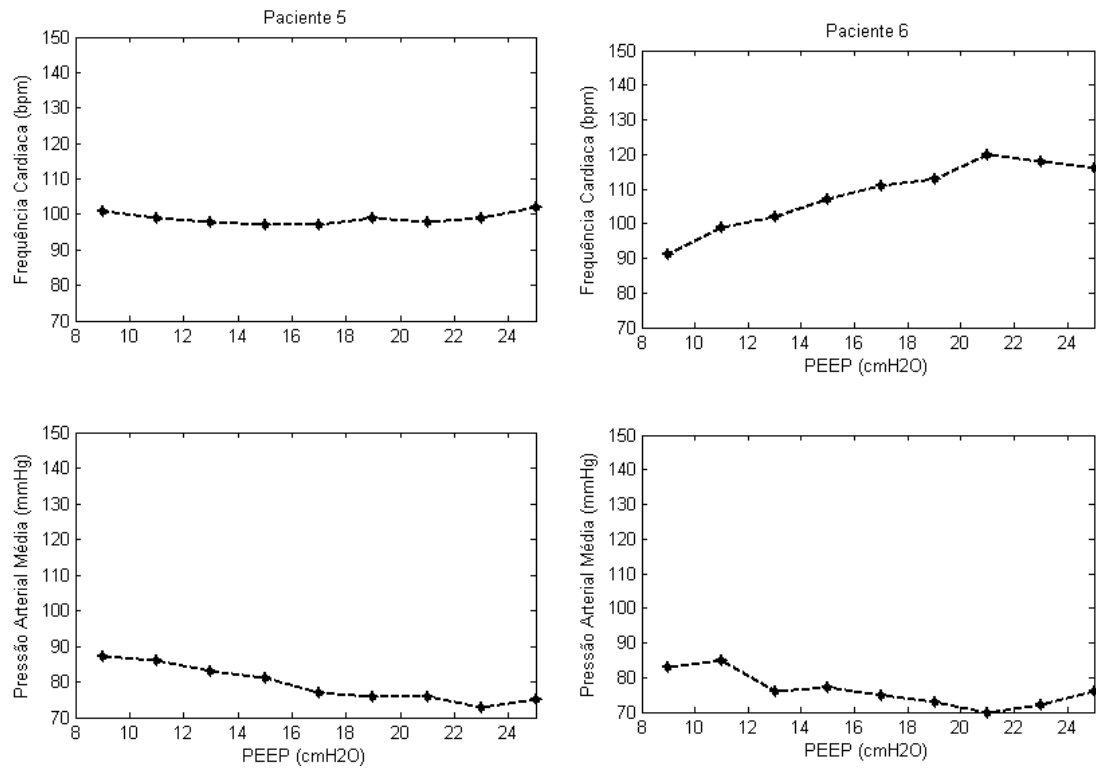 Paciente 5
Frequência Cardiaca (bpm)
150
140
130
120
110
100
90
80
70
8 10 12 14 16 18 20 22 24
Paciente 6
Frequência Cardiaca (bpm)
150
140
130
120
110
100
90
80
70
8 10 12 14 16 18 20 22 24
PEEP (cmH2O)
Pressão Arterial Média (mmHg)
150
140
130
120
110
100
90
80
70
8 10 12 14 16 18 20 22 24
PEEP (cmH2O)
Pressão Arterial Média (mmHg)
150
140
130
120
110
100
90
80
70
8 10 12 14 16 18 20 22 24
PEEP (cmH2O)